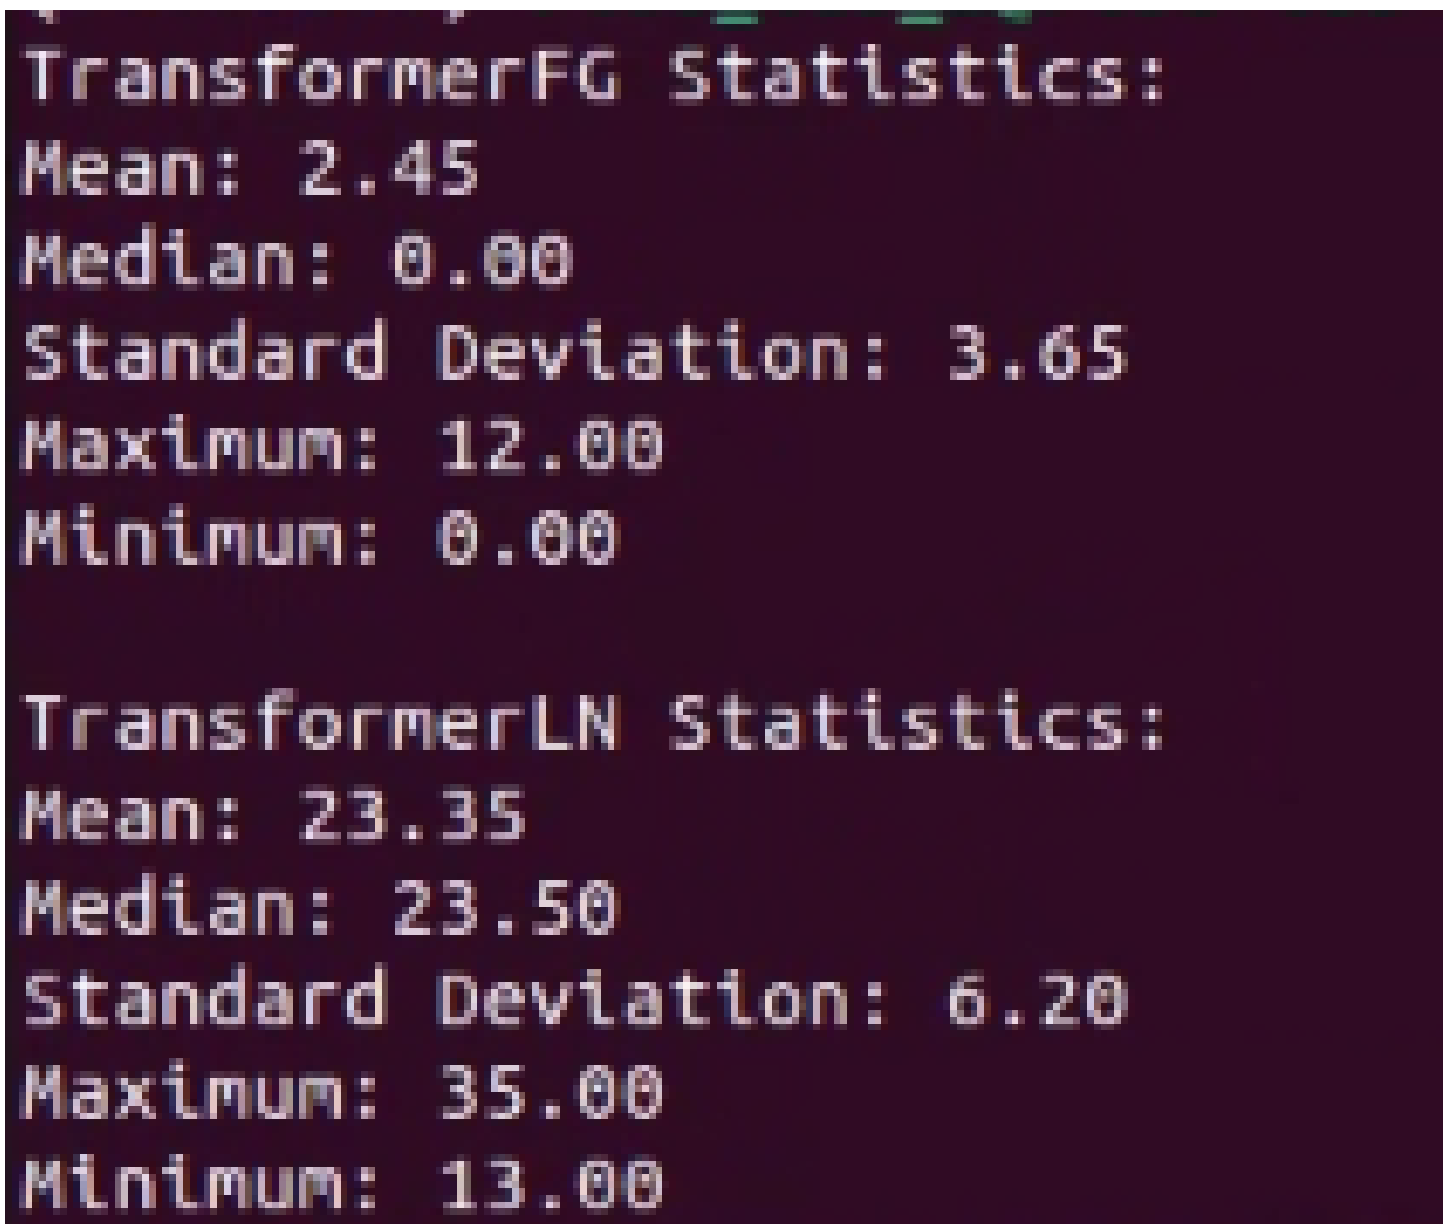 TransformerFG Statistics:
Mean: 2.45
Median: 0.00
Standard Deviation: 3.65
Maximum: 12.00
Minimum: 0.00
TransformerLN Statistics:
Mean: 23.35
Median: 23.50
Standard Deviation: 6.20
Maximum: 35.00
Minimum: 13.00